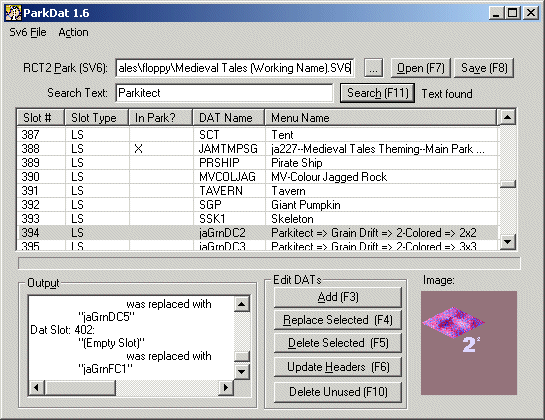 ParkDat 1.6
Sv6 File Action
RCT2 Park (SV6): ales\floppy\Medieval Tales (Working Name).SV6 ... Open (F7) Save (F8)
Search Text: Parkitect Search (F11) Text found
Slot # Slot Type In Park? DAT Name Menu Name
387 LS SCT Tent
388 LS X JAMTMPSG ja227--Medieval Tales Theming--Main Park ...
389 LS PRSHIP Pirate Ship
390 LS MVCOLJAG MV-Colour Jagged Rock
391 LS TAVERN Tavern
392 LS SGP Giant Pumpkin
393 LS SSK1 Skeleton
394 LS jaGrnDC2 Parkitect => Grain Drift => 2-Colored => 2x2
395 LS jaGrnDC3 Parkitect => Grain Drift => 2-Colored => 3x3
Output
was replaced with
"jaGrnDC5"
Dat Slot: 402:
"(Empty Slot)"
was replaced with
"jaGrnFC1"
Edit DATs
Add (F3)
Replace Selected (F4)
Delete Selected (F5)
Update Headers (F6)
Delete Unused (F10)
Image:
2²